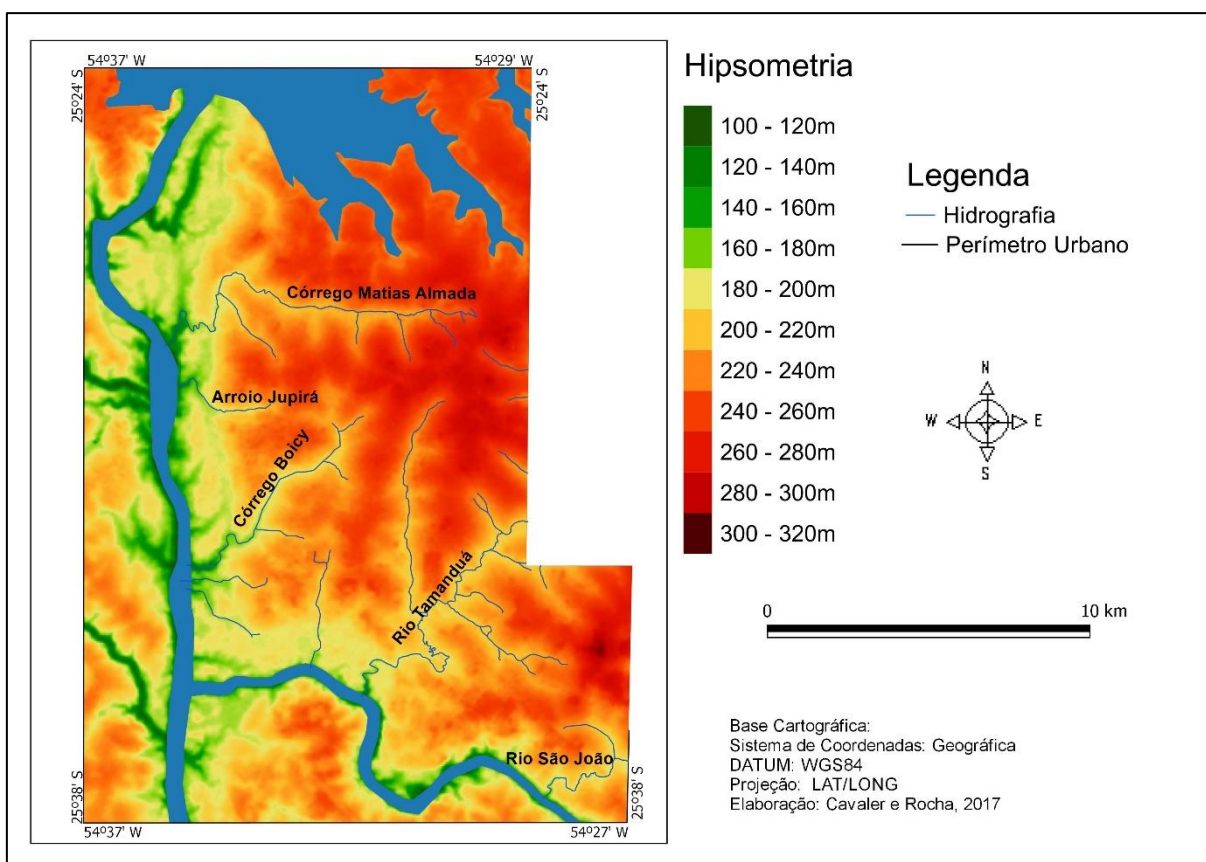 54º37' W
54º29' W
25º24' S
25º24' S
Córrego Matias Almada
Arroio Jupirá
Córrego Boicy
Rio Tamanduá
Rio São João
25º38' S
25º38' S
54º37' W
54º27' W
Hipsometria
100 - 120m
120 - 140m
140 - 160m
160 - 180m
180 - 200m
200 - 220m
220 - 240m
240 - 260m
260 - 280m
280 - 300m
300 - 320m
Legenda
Hidrografia
Perímetro Urbano
N
W E
S
0 10 km
Base Cartográfica:
Sistema de Coordenadas: Geográfica
DATUM: WGS84
Projeção: LAT/LONG
Elaboração: Cavaler e Rocha, 2017